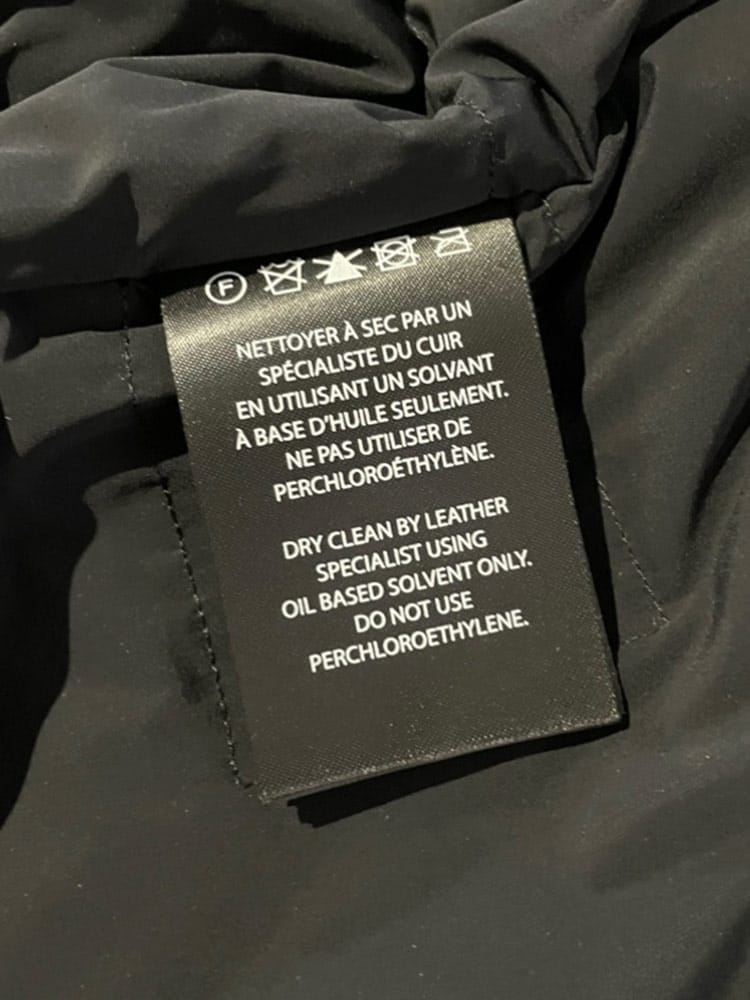 F
NETTOYER À SEC PAR UN
SPÉCIALISTE DU CUIR
EN UTILISANT UN SOLVANT
À BASE D'HUILE SEULEMENT.
NE PAS UTILISER DE
PERCHLOROÉTHYLÈNE.
DRY CLEAN BY LEATHER
SPECIALIST USING
OIL BASED SOLVENT ONLY.
DO NOT USE
PERCHLOROETHYLENE.